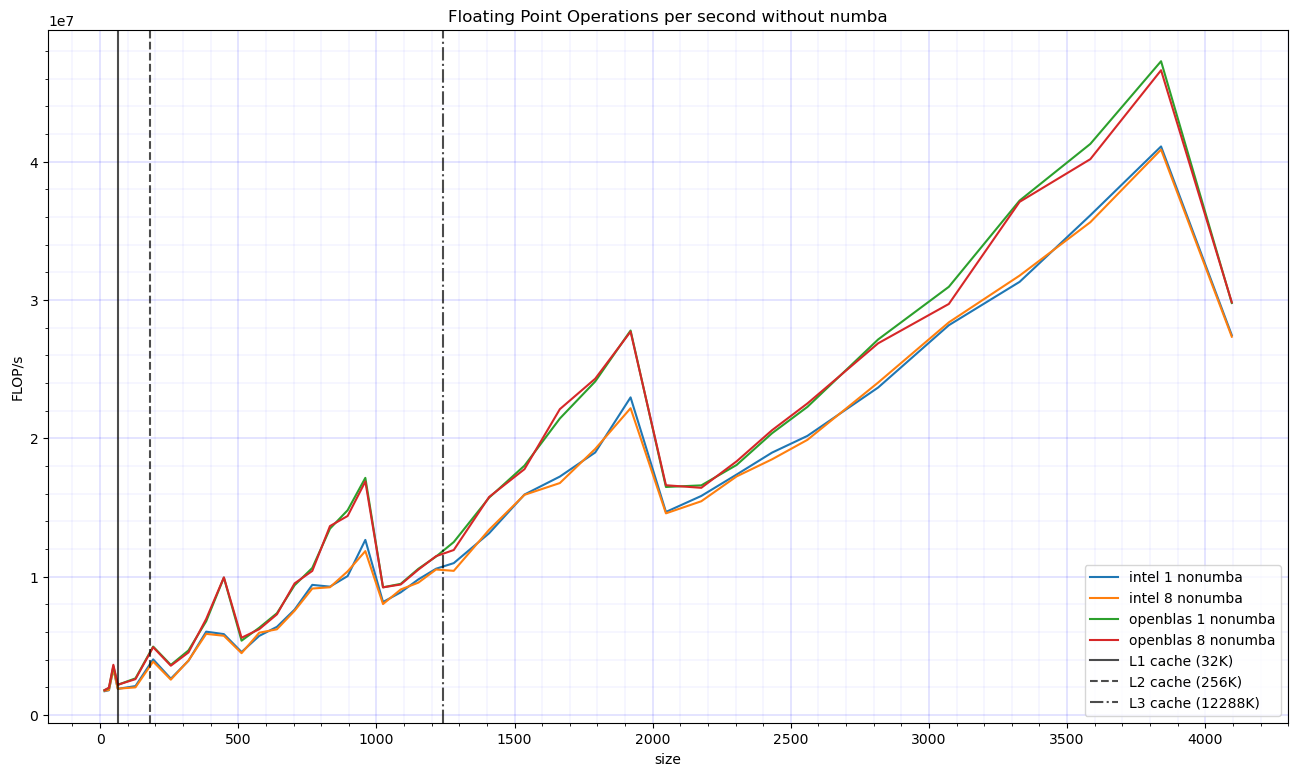 Floating Point Operations per second without numba
1e7
4
3
2
1
0
FLOP/s
0 500 1000 1500 2000 2500 3000 3500 4000
size
intel 1 nonumba
intel 8 nonumba
openblas 1 nonumba
openblas 8 nonumba
L1 cache (32K)
L2 cache (256K)
L3 cache (12288K)